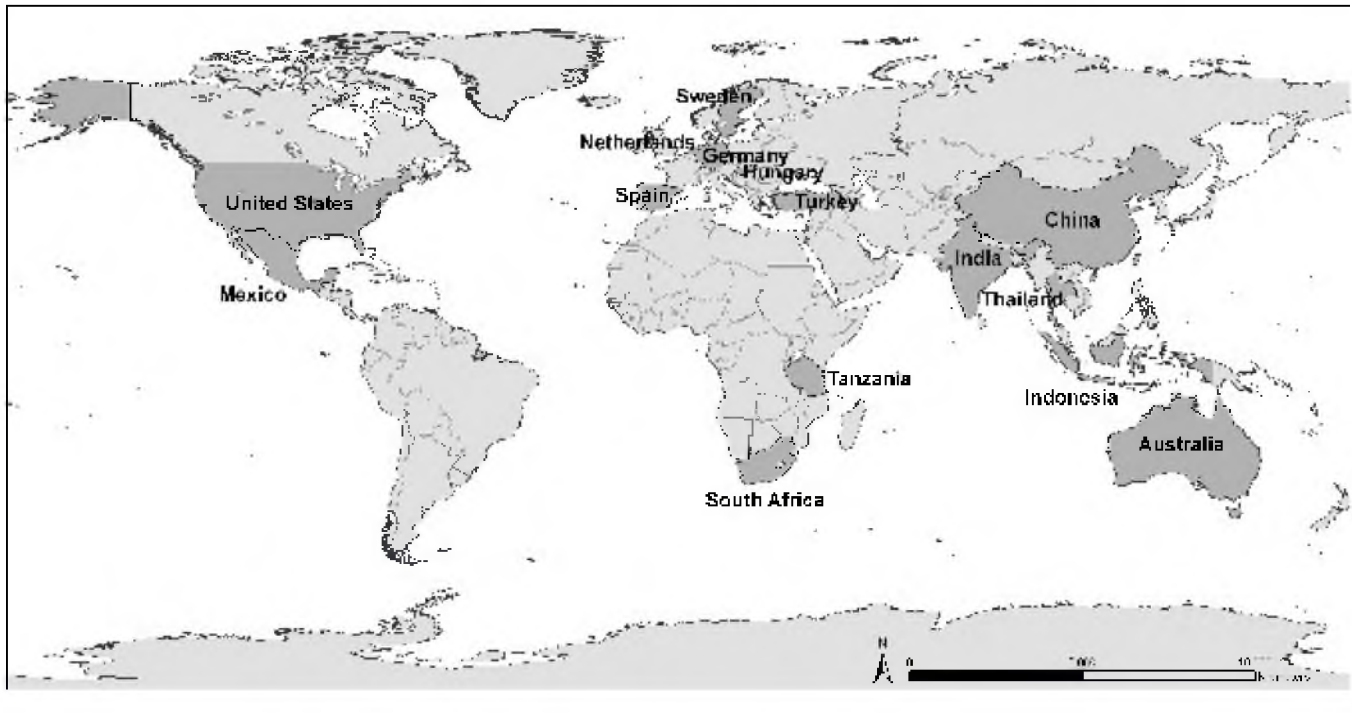 Sweden
Netherlands
Germany
Hungary
Spain
Turkey
United States
China
India
Mexico
Thailand
Tanzania
Indonesia
Australia
South Africa
N
0